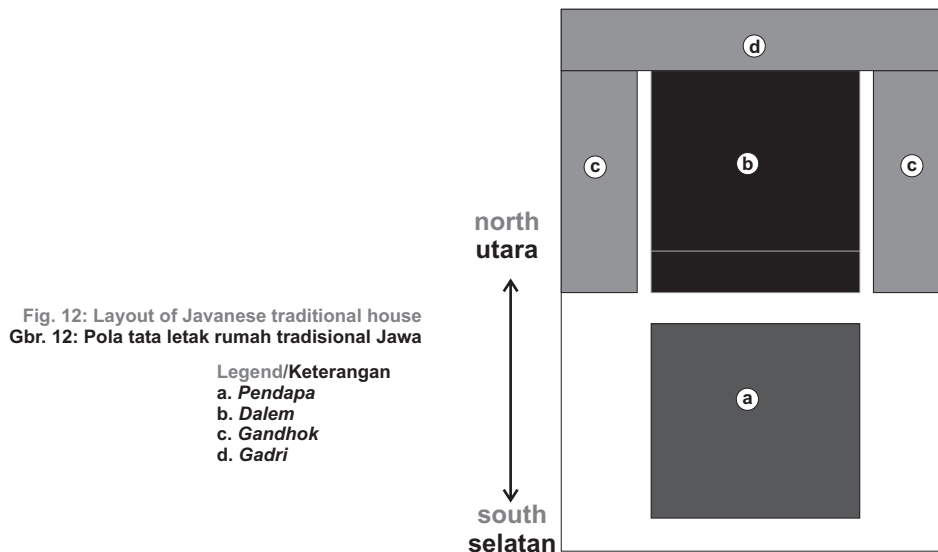 d
c
b
c
north
utara
Fig. 12: Layout of Javanese traditional house
Gbr. 12: Pola tata letak rumah tradisional Jawa
Legend/Keterangan
a. Pendapa
b. Dalem
c. Gandhok
d. Gadri
a
south
selatan